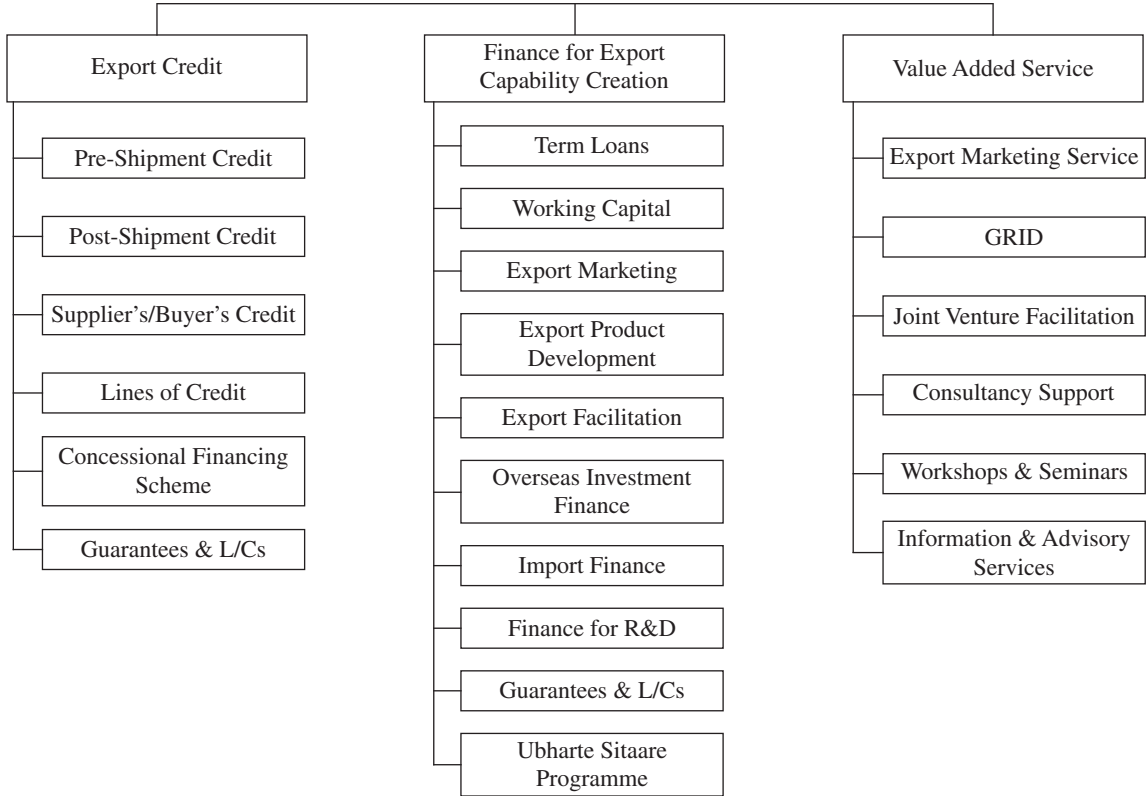 Export Credit
Pre-Shipment Credit
Post-Shipment Credit
Supplier’s/Buyer’s Credit
Lines of Credit
Concessional Financing
Scheme
Guarantees & L/Cs
Finance for Export
Capability Creation
Term Loans
Working Capital
Export Marketing
Export Product
Development
Export Facilitation
Overseas Investment
Finance
Import Finance
Finance for R&D
Guarantees & L/Cs
Ubharte Sitaare
Programme
Value Added Service
Export Marketing Service
GRID
Joint Venture Facilitation
Consultancy Support
Workshops & Seminars
Information & Advisory
Services